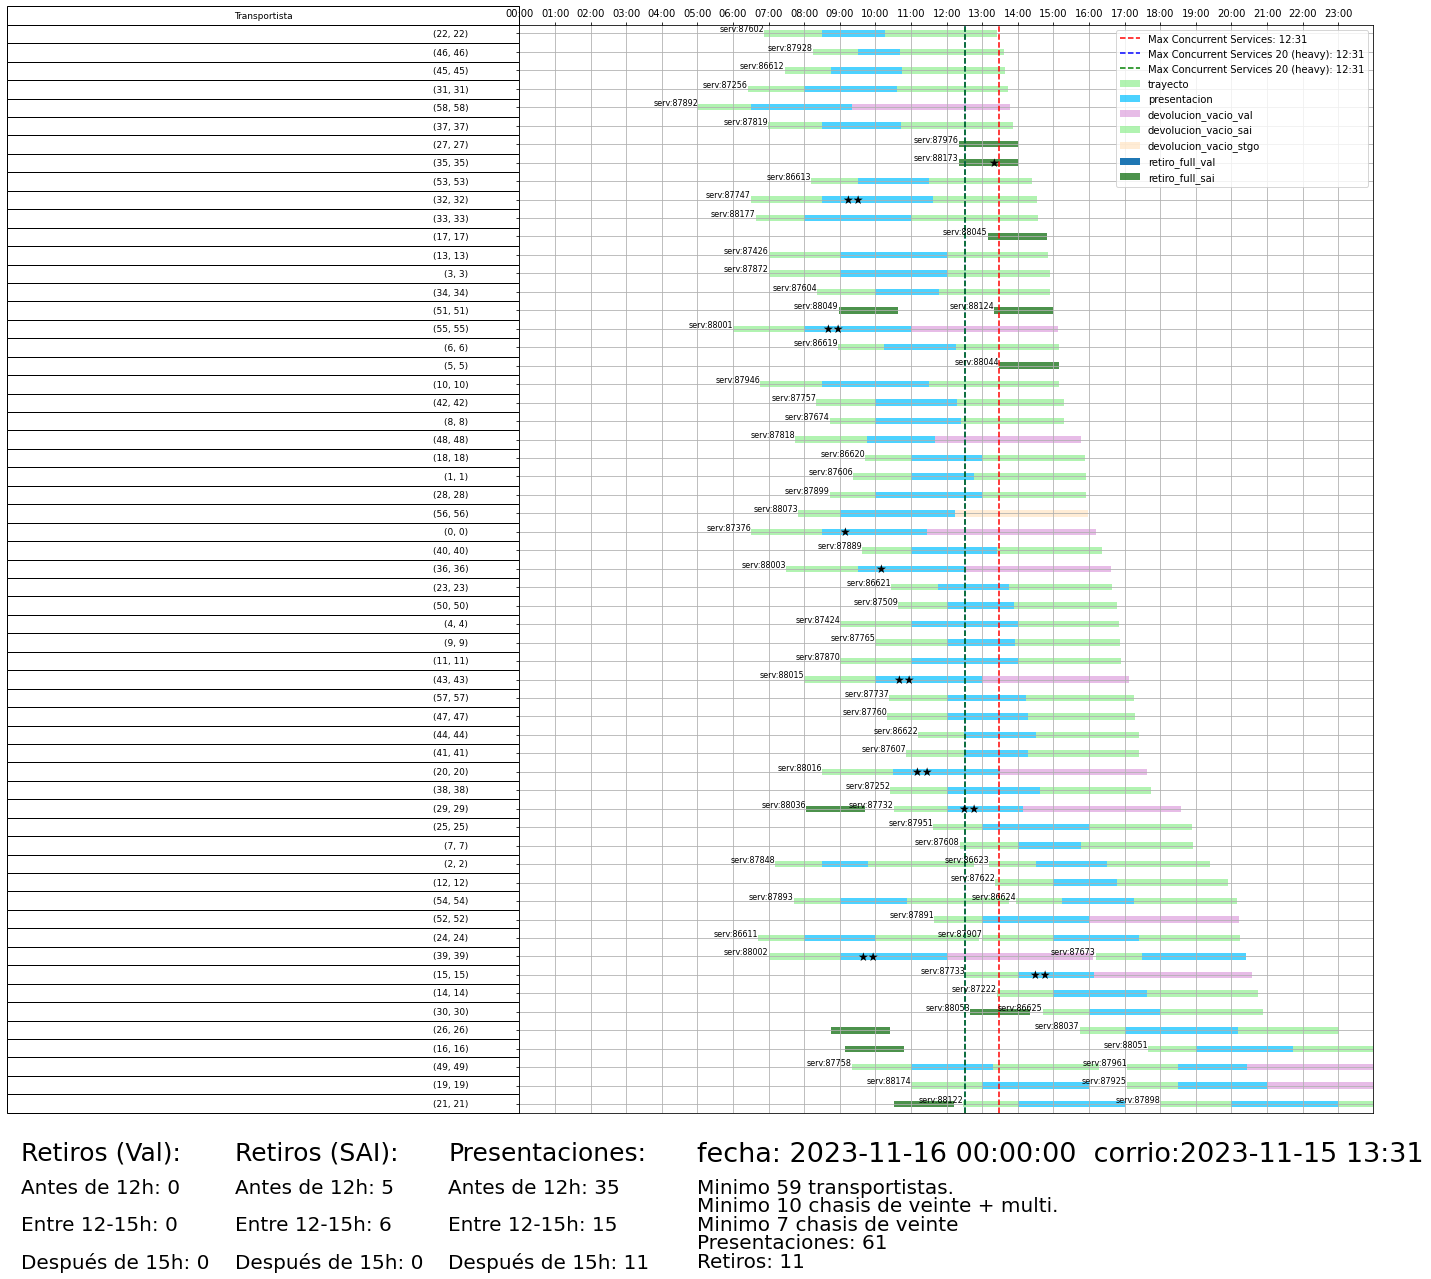 Transportista 00:00 01:00 02:00 03:00 04:00 05:00 06:00 07:00 08:00 09:00 10:00 11:00 12:00 13:00 14:00 15:00 16:00 17:00 18:00 19:00 20:00 21:00 22:00 23:00
(22, 22) serv:87602
(46, 46) serv:87928
(45, 45) serv:86612
(31, 31) serv:87256
(58, 58) serv:87892
(37, 37) serv:87819
(27, 27) serv:87976
(35, 35) serv:88173
(53, 53) serv:86613
(32, 32) serv:87747
(33, 33) serv:88177
(17, 17) serv:88045
(13, 13) serv:87426
(3, 3) serv:87872
(34, 34) serv:87604
(51, 51) serv:88049 serv:88124
(55, 55) serv:88001
(6, 6) serv:86619
(5, 5) serv:88044
(10, 10) serv:87946
(42, 42) serv:87757
(8, 8) serv:87674
(48, 48) serv:87818
(18, 18) serv:86620
(1, 1) serv:87606
(28, 28) serv:87899
(56, 56) serv:88073
(0, 0) serv:87376
(40, 40) serv:87889
(36, 36) serv:88003
(23, 23) serv:86621
(50, 50) serv:87509
(4, 4) serv:87424
(9, 9) serv:87765
(11, 11) serv:87870
(43, 43) serv:88015
(57, 57) serv:87737
(47, 47) serv:87760
(44, 44) serv:86622
(41, 41) serv:87607
(20, 20) serv:88016
(38, 38) serv:87252
(29, 29) serv:88036 serv:87732
(25, 25) serv:87951
(7, 7) serv:87608
(2, 2) serv:87848 serv:86623
(12, 12) serv:87622
(54, 54) serv:87893 serv:86624
(52, 52) serv:87891
(24, 24) serv:86611 serv:87907
(39, 39) serv:88002 serv:87673
(15, 15) serv:87733
(14, 14) serv:87222
(30, 30) serv:88053 serv:86625
(26, 26) serv:88037
(16, 16) serv:88051
(49, 49) serv:87758 serv:87961
(19, 19) serv:88174 serv:87925
(21, 21) serv:88122 serv:87898
Max Concurrent Services: 12:31
Max Concurrent Services 20 (heavy): 12:31
Max Concurrent Services 20 (heavy): 12:31
trayecto
presentacion
devolucion_vacio_val
devolucion_vacio_sai
devolucion_vacio_stgo
retiro_full_val
retiro_full_sai
Retiros (Val):
Antes de 12h: 0
Entre 12-15h: 0
Después de 15h: 0
Retiros (SAI):
Antes de 12h: 5
Entre 12-15h: 6
Después de 15h: 0
Presentaciones:
Antes de 12h: 35
Entre 12-15h: 15
Después de 15h: 11
fecha: 2023-11-16 00:00:00 corrio:2023-11-15 13:31
Minimo 59 transportistas.
Minimo 10 chasis de veinte + multi.
Minimo 7 chasis de veinte
Presentaciones: 61
Retiros: 11